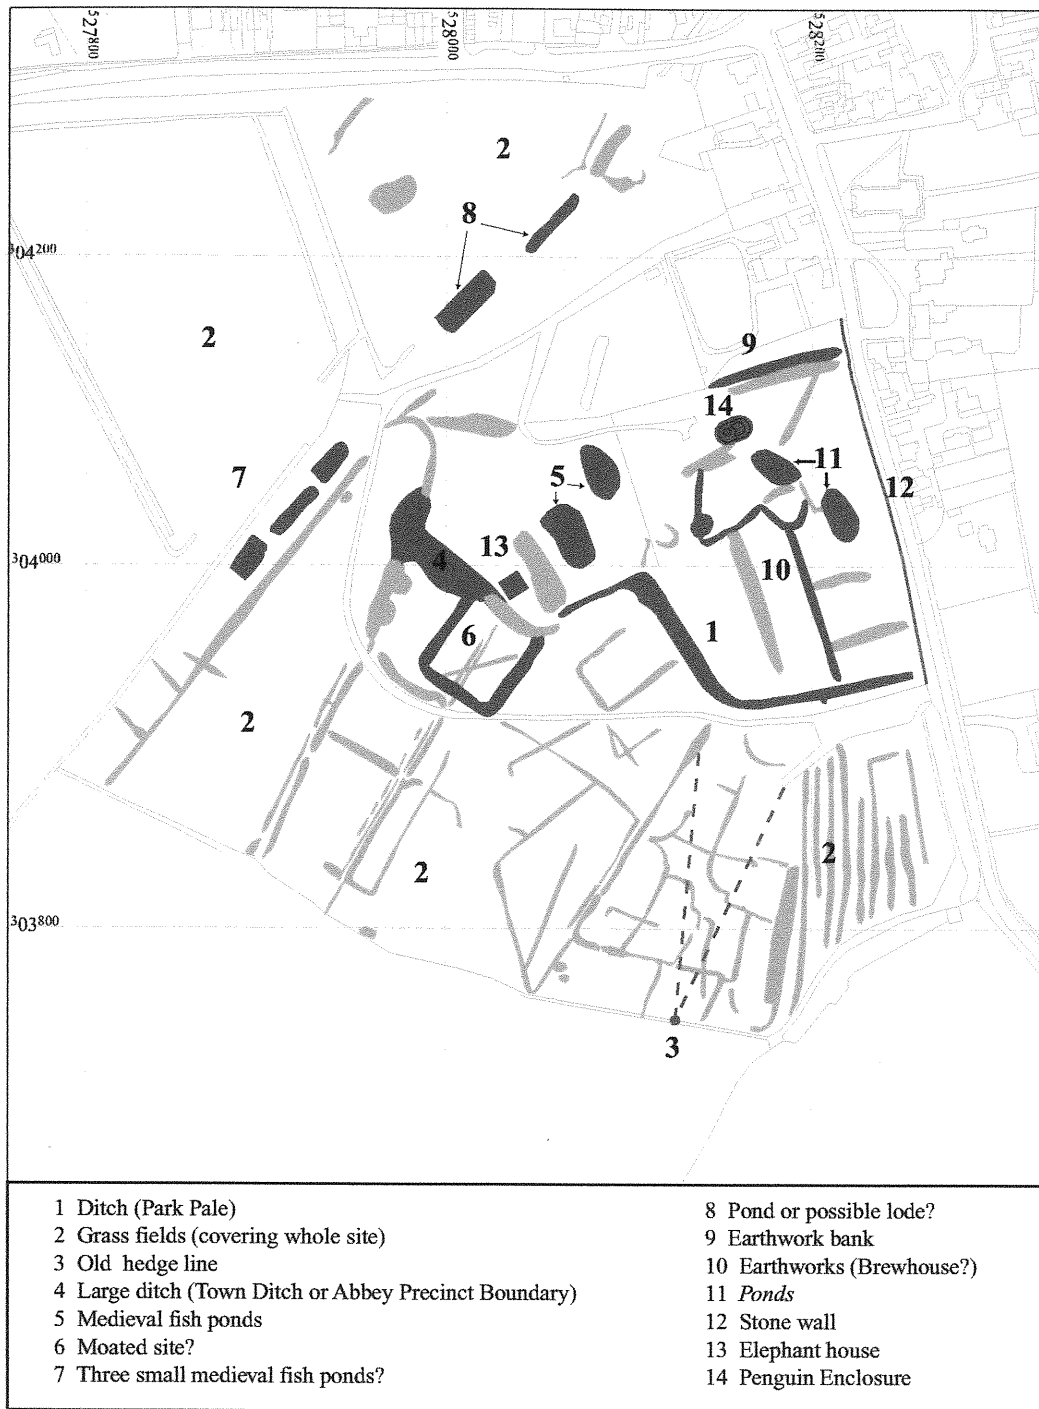 527800
528000
528200
2
8
304200
2
9
14
7
5
11
12
304000
4
13
10
6
1
2
2
2
303800
3
1 Ditch (Park Pale)
2 Grass fields (covering whole site)
3 Old hedge line
4 Large ditch (Town Ditch or Abbey Precinct Boundary)
5 Medieval fish ponds
6 Moated site?
7 Three small medieval fish ponds?
8 Pond or possible lode?
9 Earthwork bank
10 Earthworks (Brewhouse?)
11 Ponds
12 Stone wall
13 Elephant house
14 Penguin Enclosure